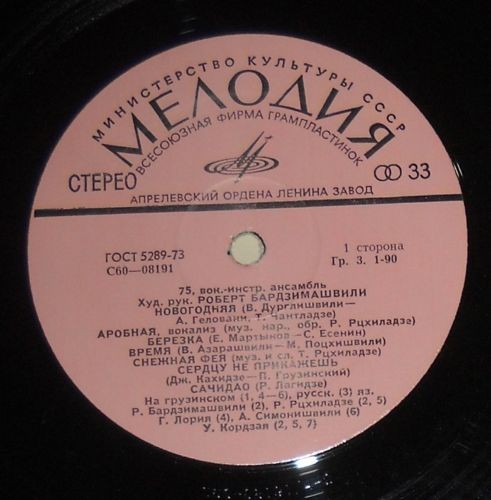 МИНИСТЕРСТВО КУЛЬТУРЫ СССР
МЕЛОДИЯ
ВСЕСОЮЗНАЯ ФИРМА ГРАМПЛАСТИНОК
СТЕРЕО
33
АПРЕЛЕВСКИЙ ОРДЕНА ЛЕНИНА ЗАВОД
ГОСТ 5289-73
С60—08191
1 сторона
Гр. 3. 1-90
75, вок.-инстр. ансамбль
Худ. рук. РОБЕРТ БАРДЗИМАШВИЛИ
НОВОГОДНЯЯ (В. Дурглишвили—
А. Геловани, Т. Чантладзе)
АРОБНАЯ, вокализ (муз. нар., обр. Р. Рцхиладзе)
БЕРЕЗКА (Е. Мартынов—С. Есенин)
ВРЕМЯ (В. Азарашвили—М. Поцхишвили)
СНЕЖНАЯ ФЕЯ (муз. и сл. Т. Рцхиладзе)
СЕРДЦУ НЕ ПРИКАЖЕШЬ
(Дж. Кахидзе—П. Грузинский)
САЧИДАО (Р. Лагидзе)
На грузинском (1, 4—6), русск. (3) яз.
Р. Бардзимашвили (2), Р. Рцхиладзе (2, 5)
Г. Лория (4), А. Симонишвили (6)
У. Кордзая (2, 5, 7)